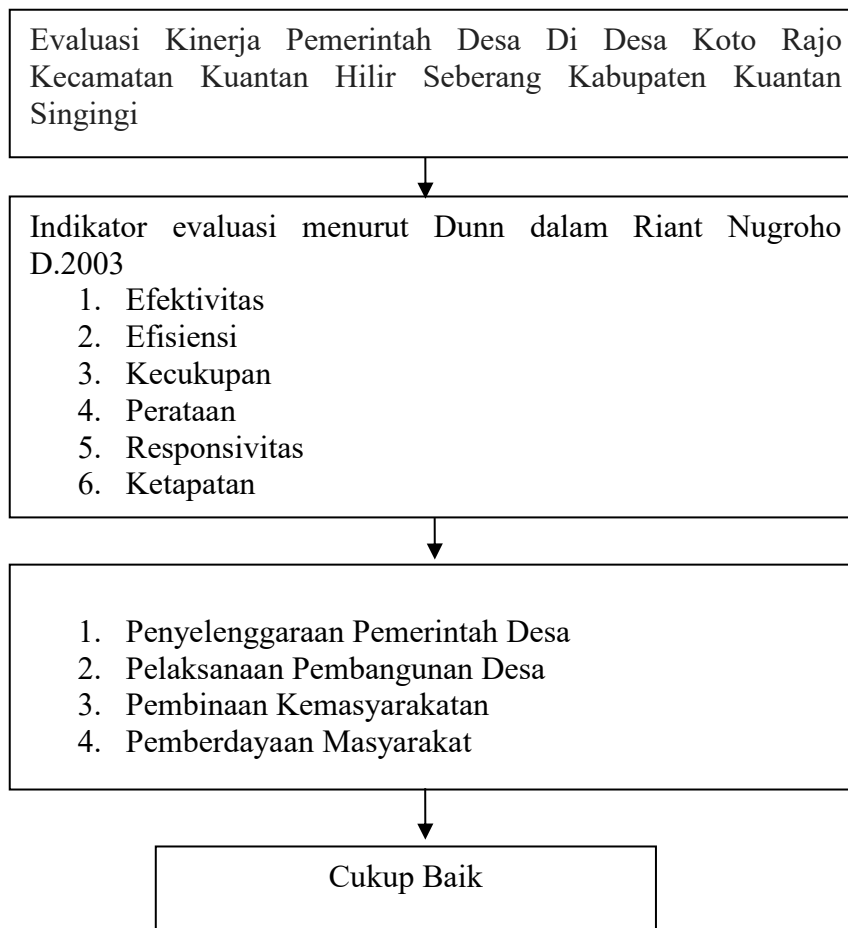 Evaluasi Kinerja Pemerintah Desa Di Desa Koto Rajo
Kecamatan Kuantan Hilir Seberang Kabupaten Kuantan
Singingi
Indikator evaluasi menurut Dunn dalam Riant Nugroho
D.2003
1. Efektivitas
2. Efisiensi
3. Kecukupan
4. Perataan
5. Responsivitas
6. Ketapatan
1. Penyelenggaraan Pemerintah Desa
2. Pelaksanaan Pembangunan Desa
3. Pembinaan Kemasyarakatan
4. Pemberdayaan Masyarakat
Cukup Baik